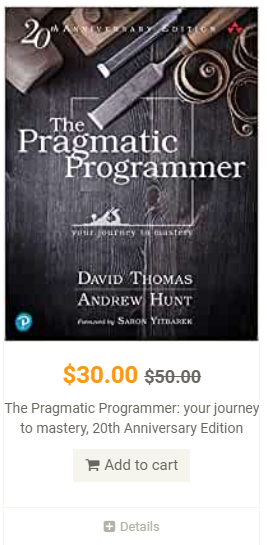 20th ANNIVERSARY EDITION
The
Pragmatic
Programmer
your journey to mastery
DAVID THOMAS
ANDREW HUNT
Foreword by SARON YITBAREK
P
$30.00 $50.00
The Pragmatic Programmer: your journey
to mastery, 20th Anniversary Edition
Add to cart
Details